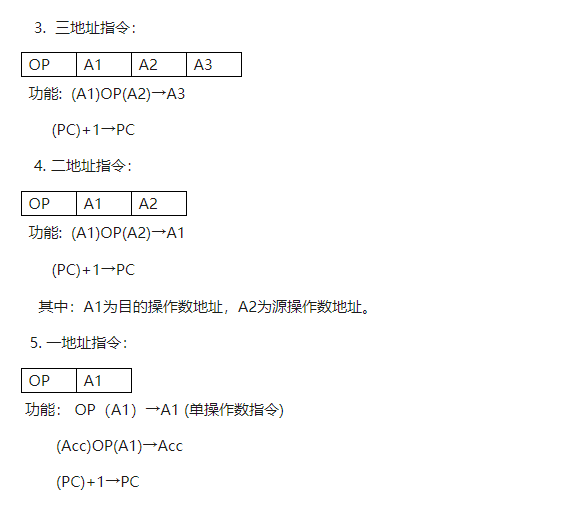 3. 三地址指令：
OP A1 A2 A3
功能: (A1)OP(A2)→A3
(PC)+1→PC
4. 二地址指令：
OP A1 A2
功能: (A1)OP(A2)→A1
(PC)+1→PC
其中：A1为目的操作数地址，A2为源操作数地址。
5. 一地址指令：
OP A1
功能： OP（A1）→A1 (单操作数指令)
(Acc)OP(A1)→Acc
(PC)+1→PC